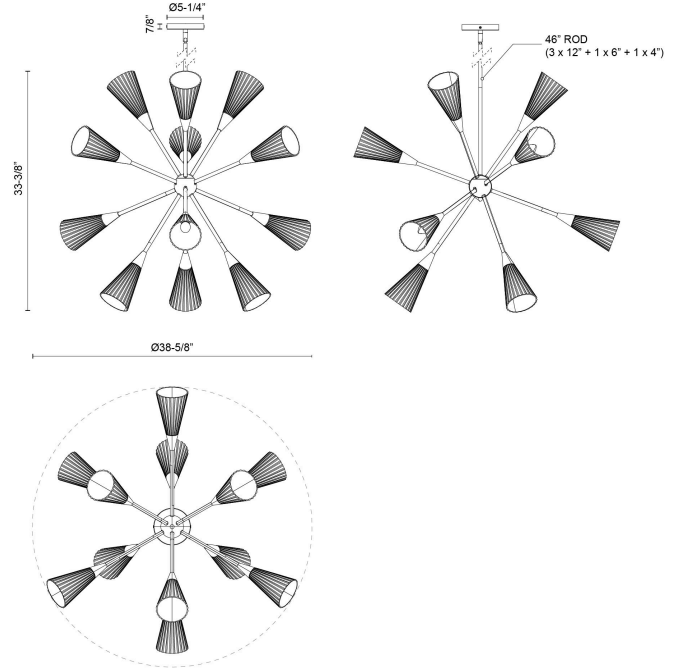 Ø5-1/4”
7/8”
46” ROD
(3 x 12” + 1 x 6” + 1 x 4”)
33-3/8”
Ø38-5/8”